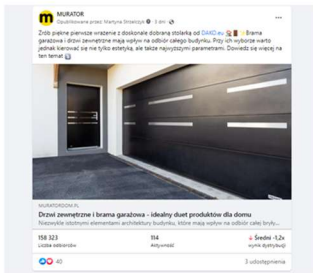 MURATOR
Opublikowane przez: Martyna Strzelczyk · 3 dni ·
Zrób piękne pierwsze wrażenie z doskonale dobraną stolarką od DAKO.eu Brama
garażowa i drzwi zewnętrzne mają wpływ na odbiór całego budynku. Przy ich wyborze warto
jednak kierować się nie tylko estetyką, ale także najwyższymi parametrami. Dowiedz się więcej na
ten temat
MURATORDOM.PL
Drzwi zewnętrzne i brama garażowa - idealny duet produktów dla domu
Niezwykle istotnymi elementami architektury budynku, które mają wpływ na odbiór całej bryły...
158 323 114 Średni -1,2x
Liczba odbiorców Aktywność wynik dystrybucji
40 3 udostępnienia